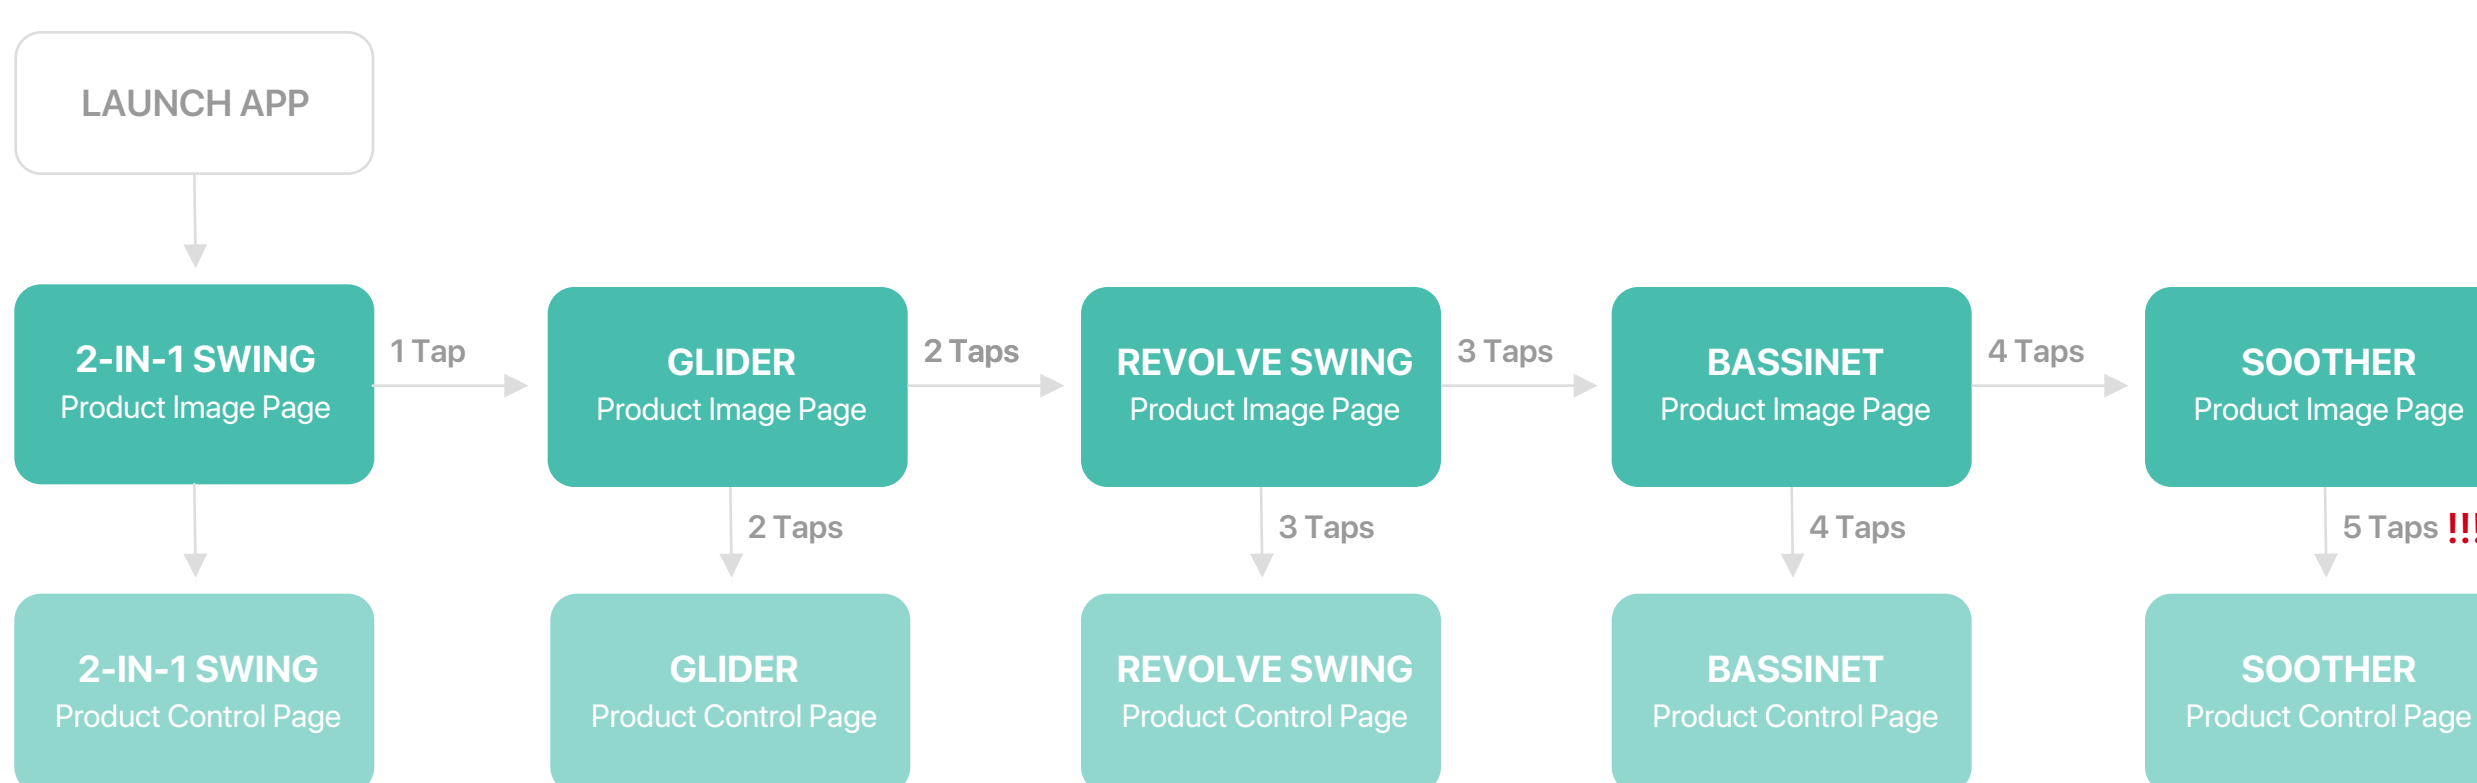 LAUNCH APP
2-IN-1 SWING
Product Image Page
1 Tap
GLIDER
Product Image Page
2 Taps
REVOLVE SWING
Product Image Page
3 Taps
BASSINET
Product Image Page
4 Taps
SOOTHER
Product Image Page
2 Taps
3 Taps
4 Taps
5 Taps !!!
2-IN-1 SWING
Product Control Page
GLIDER
Product Control Page
REVOLVE SWING
Product Control Page
BASSINET
Product Control Page
SOOTHER
Product Control Page